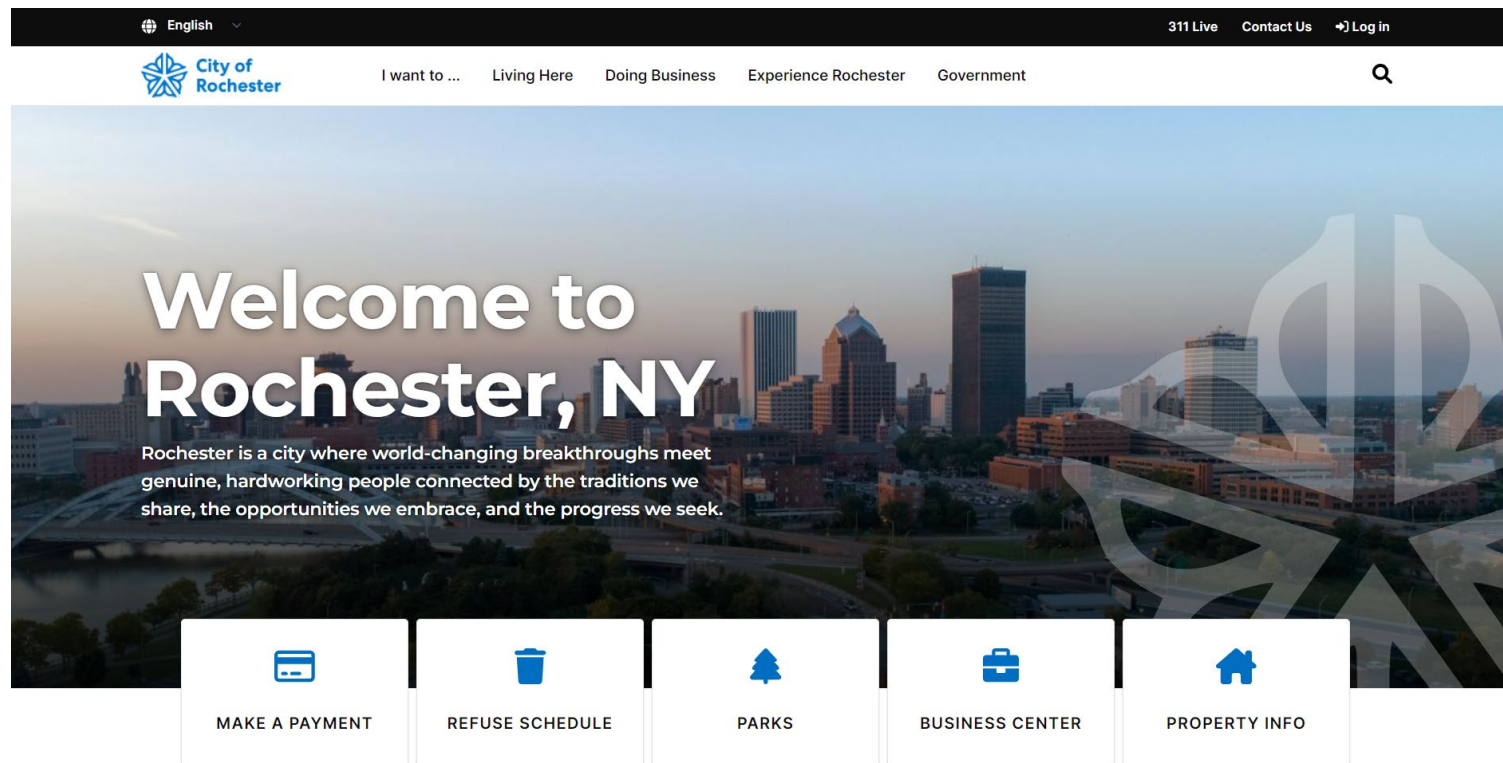 English
311 Live Contact Us Log in
City of
Rochester
I want to ... Living Here Doing Business Experience Rochester Government
Welcome to
Rochester, NY
Rochester is a city where world-changing breakthroughs meet
genuine, hardworking people connected by the traditions we
share, the opportunities we embrace, and the progress we seek.
MAKE A PAYMENT
REFUSE SCHEDULE
PARKS
BUSINESS CENTER
PROPERTY INFO